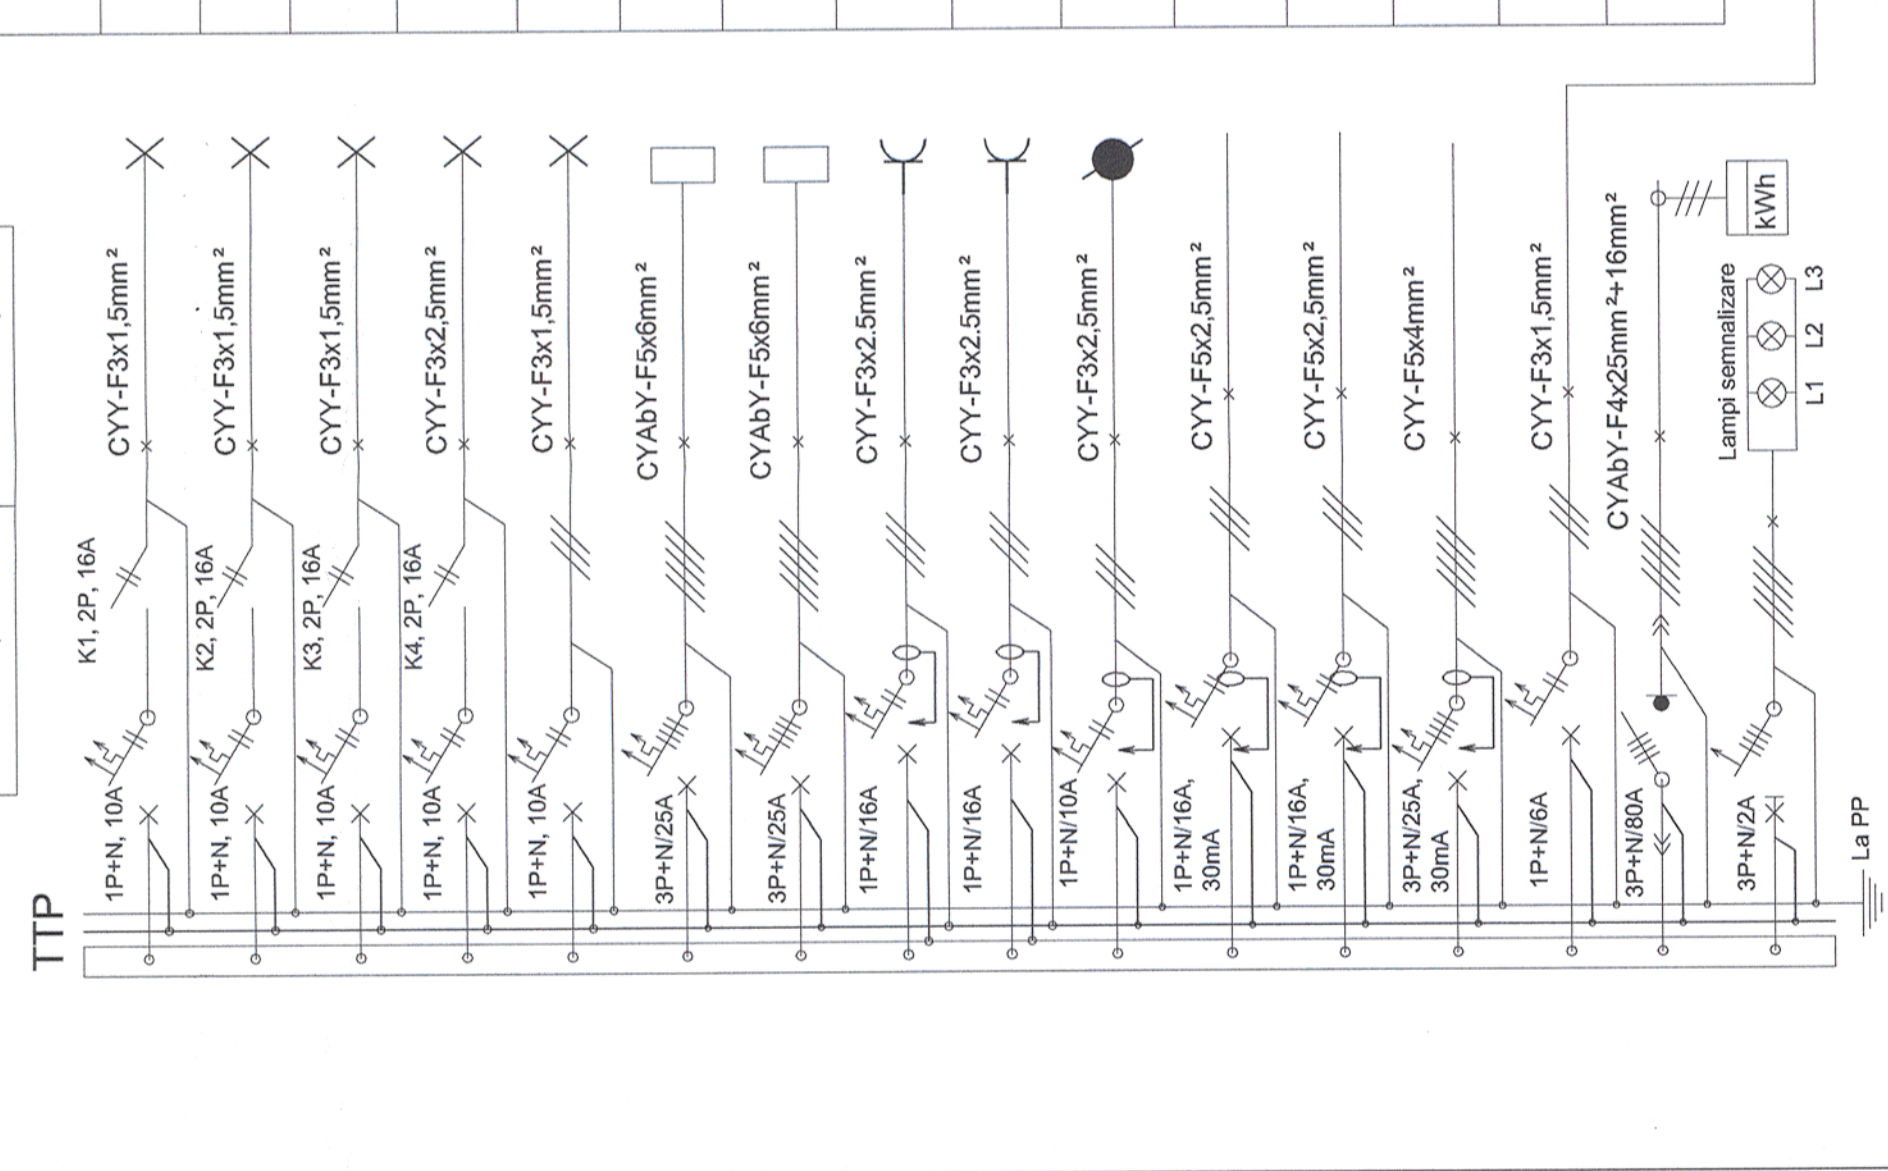 TTP
K1, 2P, 16A
1P+N, 10A
CYY-F3x1,5mm²
K2, 2P, 16A
1P+N, 10A
CYY-F3x1,5mm²
K3, 2P, 16A
1P+N, 10A
CYY-F3x1,5mm²
K4, 2P, 16A
1P+N, 10A
CYY-F3x2,5mm²
1P+N, 10A
CYY-F3x1,5mm²
3P+N/25A
CYAbY-F5x6mm²
3P+N/25A
CYAbY-F5x6mm²
1P+N/16A
CYY-F3x2.5mm²
1P+N/16A
CYY-F3x2.5mm²
1P+N/10A
CYY-F3x2,5mm²
1P+N/16A,
30mA
CYY-F5x2,5mm²
1P+N/16A,
30mA
CYY-F5x2,5mm²
3P+N/25A,
30mA
CYY-F5x4mm²
1P+N/6A
CYY-F3x1,5mm²
3P+N/80A
CYAbY-F4x25mm²+16mm²
kWh
3P+N/2A
Lampi semnalizare
L1 L2 L3
La PP